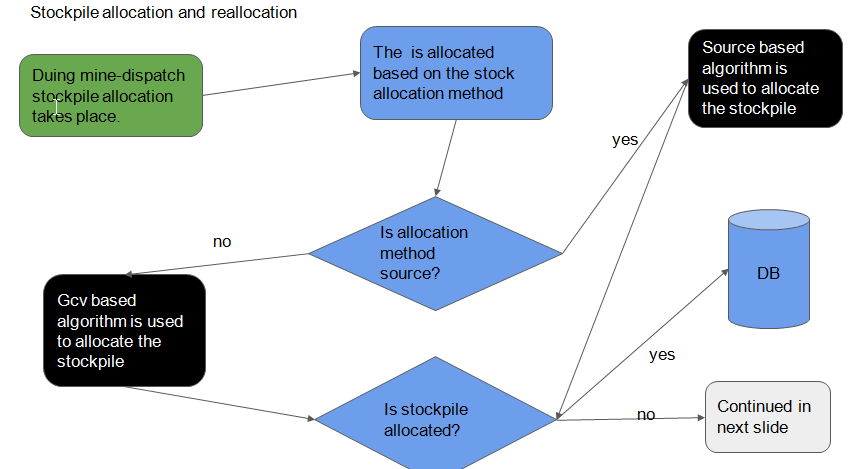 Stockpile allocation and reallocation
Duing mine-dispatch
stockpile allocation
takes place.
The  is allocated
based on the stock
allocation method
Source based
algorithm is
used to allocate
the stockpile
yes
Is allocation
method
source?
no
Gcv based
algorithm is used
to allocate the
stockpile
DB
yes
Is stockpile
allocated?
no
Continued in
next slide